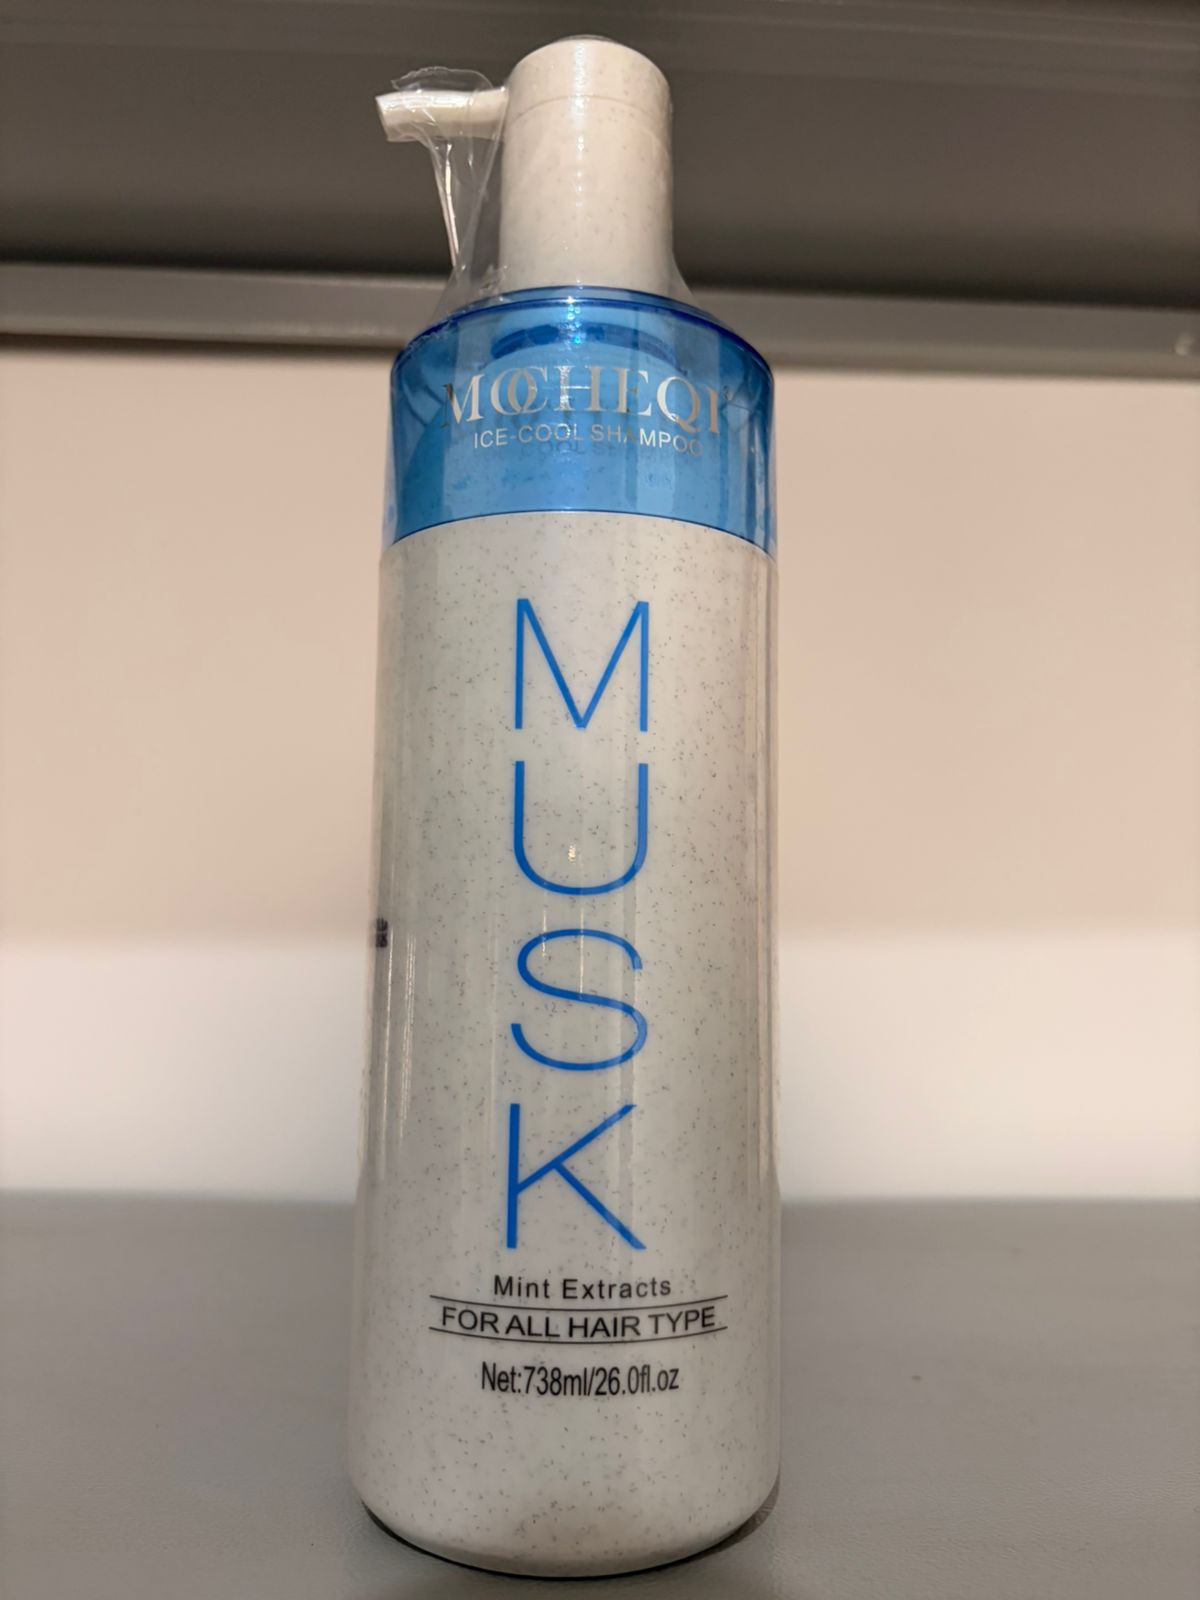 MOCHEQI®
ICE-COOL SHAMPOO
MUSK
Mint Extracts
FOR ALL HAIR TYPE
Net:738ml/26.0fl.oz